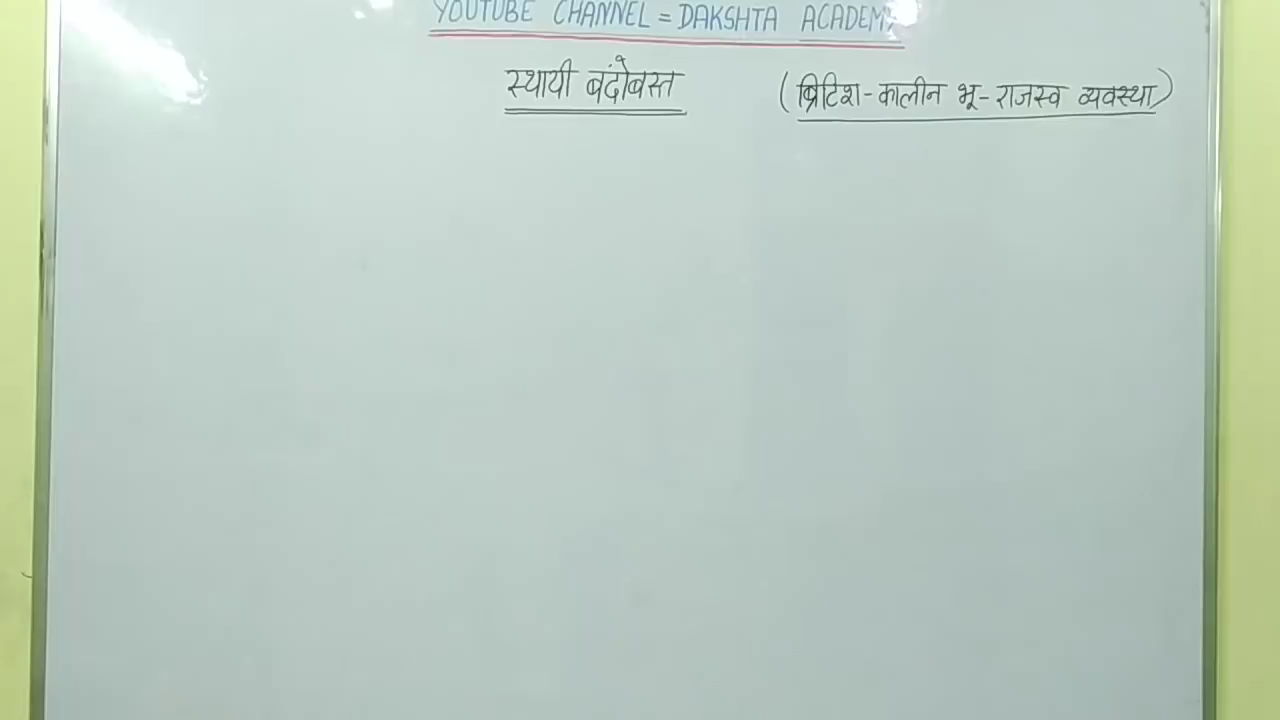 YOUTUBE CHANNEL = DAKSHTA ACADEMY
स्थायी बंदोबस्त (ब्रिटिश-कालीन भू-राजस्व व्यवस्था)